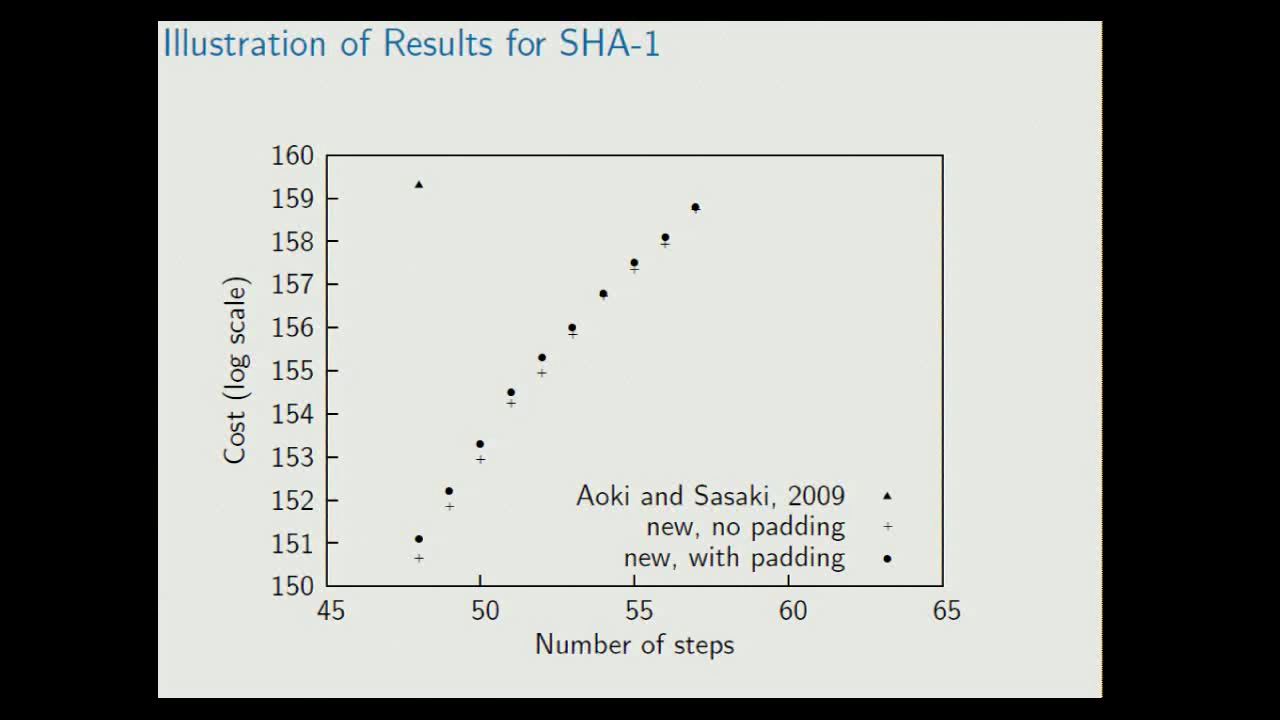 Illustration of Results for SHA-1
160
159
158
157
156
155
154
153
152
151
150
Cost (log scale)
Aoki and Sasaki, 2009
new, no padding
new, with padding
45 50 55 60 65
Number of steps